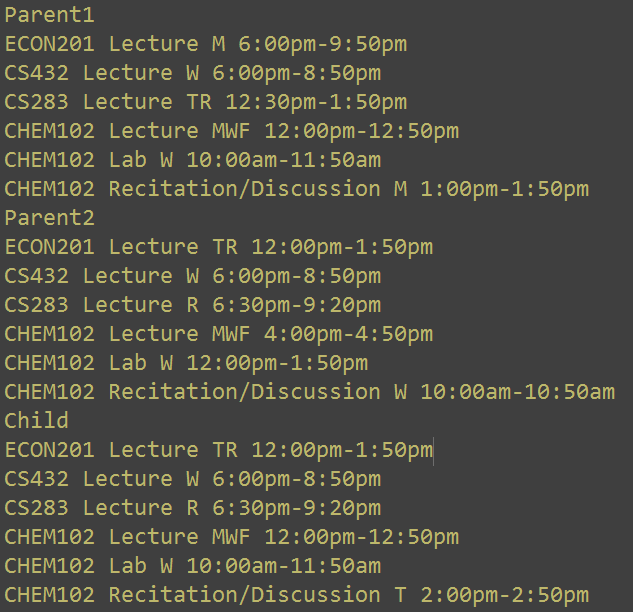 Parent1
ECON201 Lecture M 6:00pm-9:50pm
CS432 Lecture W 6:00pm-8:50pm
CS283 Lecture TR 12:30pm-1:50pm
CHEM102 Lecture MWF 12:00pm-12:50pm
CHEM102 Lab W 10:00am-11:50am
CHEM102 Recitation/Discussion M 1:00pm-1:50pm
Parent2
ECON201 Lecture TR 12:00pm-1:50pm
CS432 Lecture W 6:00pm-8:50pm
CS283 Lecture R 6:30pm-9:20pm
CHEM102 Lecture MWF 4:00pm-4:50pm
CHEM102 Lab W 12:00pm-1:50pm
CHEM102 Recitation/Discussion W 10:00am-10:50am
Child
ECON201 Lecture TR 12:00pm-1:50pm
CS432 Lecture W 6:00pm-8:50pm
CS283 Lecture R 6:30pm-9:20pm
CHEM102 Lecture MWF 12:00pm-12:50pm
CHEM102 Lab W 10:00am-11:50am
CHEM102 Recitation/Discussion T 2:00pm-2:50pm